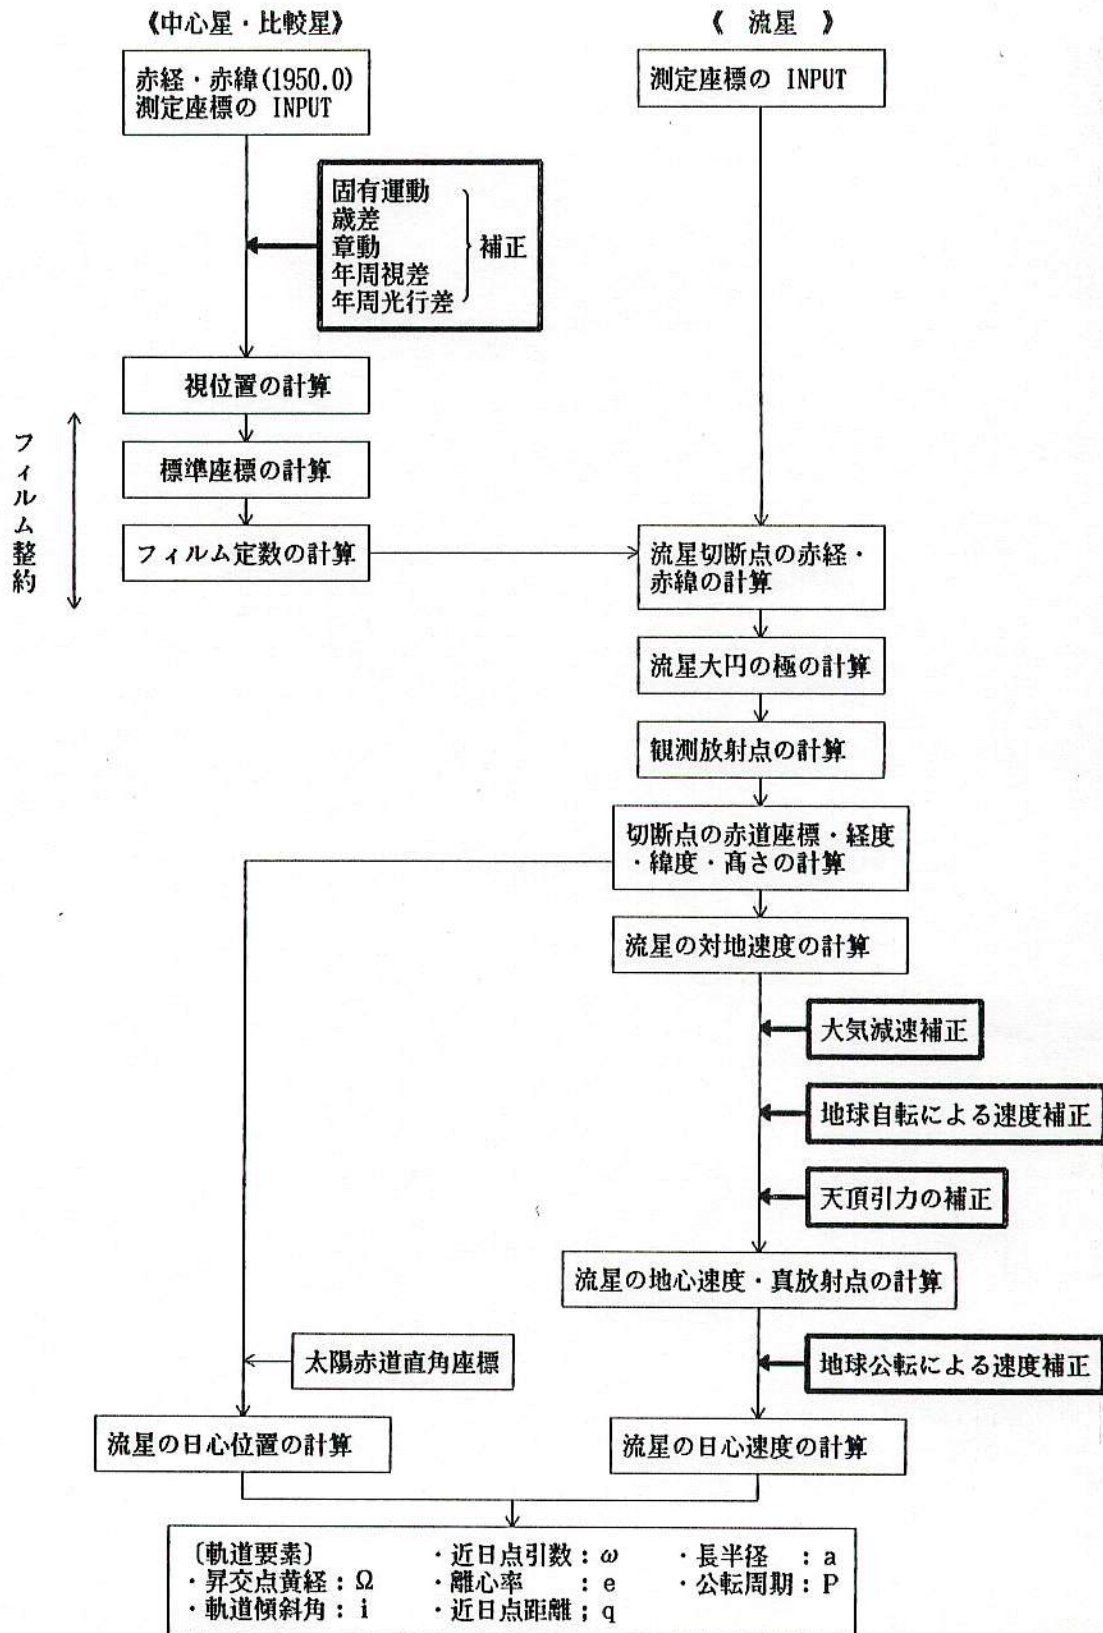 《中心星・比較星》
《 流星 》
赤経・赤緯(1950.0)
測定座標の INPUT
測定座標の INPUT
固有運動
歳差
章動
年周視差
年周光行差
補正
視位置の計算
フィルム整約
標準座標の計算
フィルム定数の計算
流星切断点の赤経・
赤緯の計算
流星大円の極の計算
観測放射点の計算
切断点の赤道座標・経度
・緯度・高さの計算
流星の対地速度の計算
大気減速補正
地球自転による速度補正
天頂引力の補正
流星の地心速度・真放射点の計算
太陽赤道直角座標
地球公転による速度補正
流星の日心位置の計算
流星の日心速度の計算
〔軌道要素〕 ・近日点引数：ω ・長半径 ：a
・昇交点黄経：Ω ・離心率 ：e ・公転周期：P
・軌道傾斜角：i ・近日点距離；q